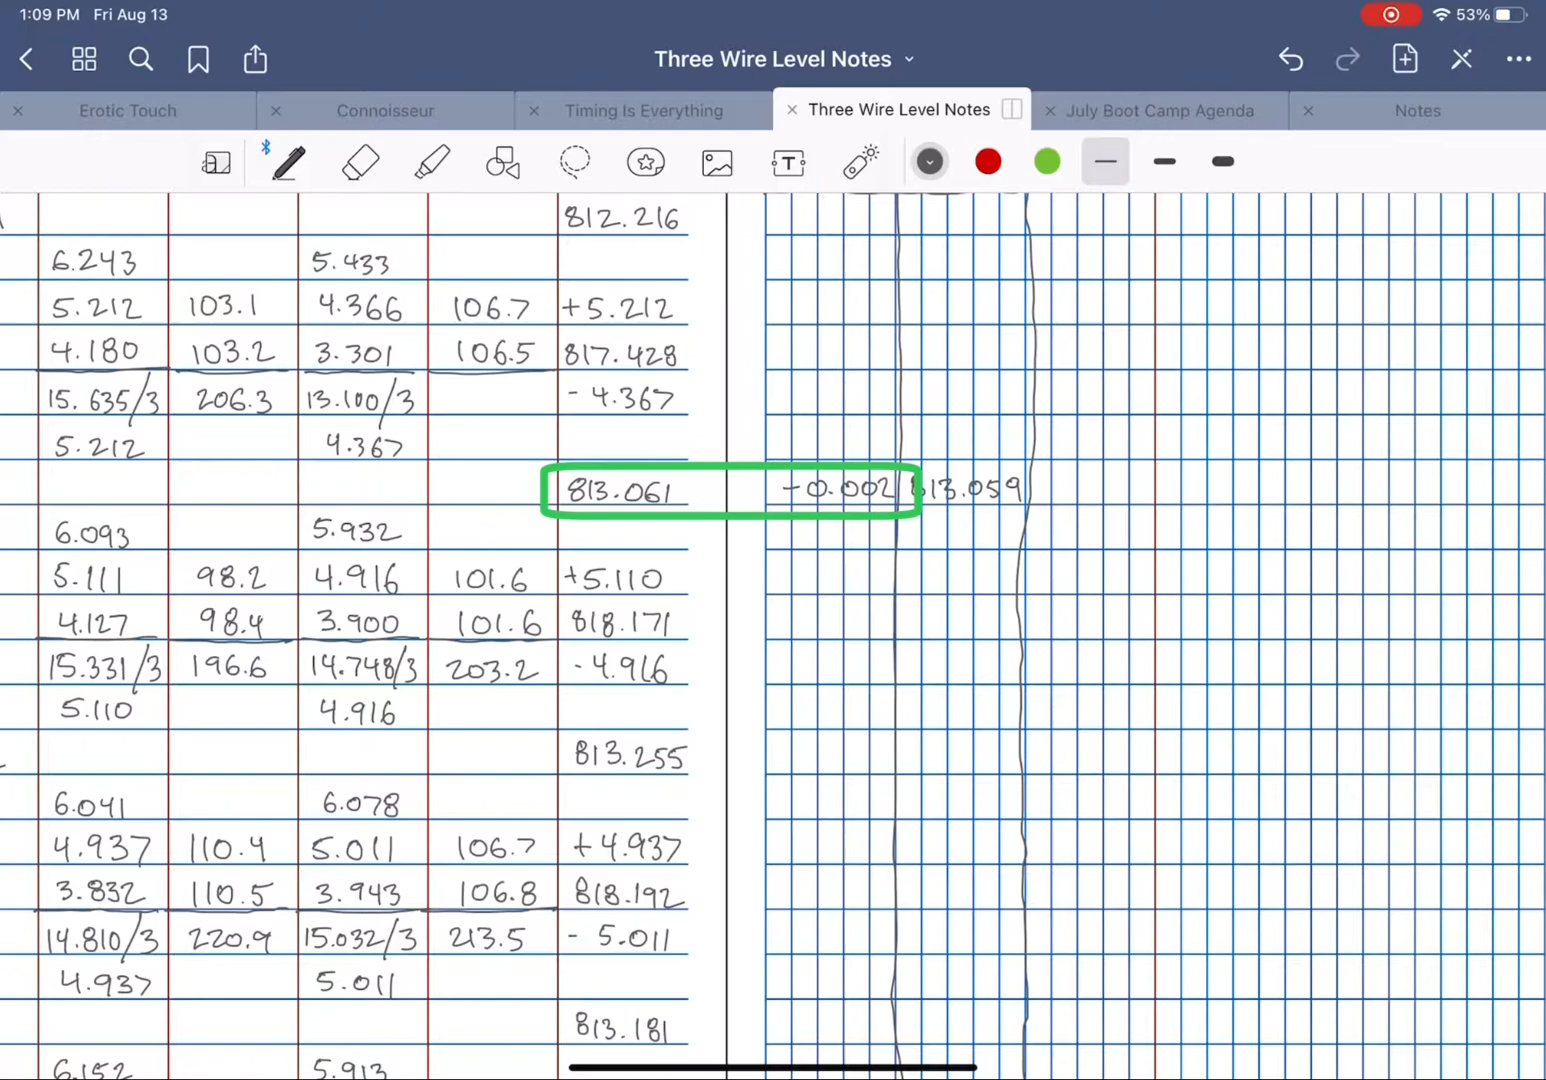 1:09 PM Fri Aug 13 53%
Three Wire Level Notes
Erotic Touch Connoisseur Timing Is Everything Three Wire Level Notes July Boot Camp Agenda Notes
812.216
6.243 5.433
5.212 103.1 4.366 106.7 +5.212
4.180 103.2 3.301 106.5 817.428
15.635/3 206.3 13.100/3 -4.367
5.212 4.367
813.061 -0.002 813.059
6.093 5.932
5.111 98.2 4.916 101.6 +5.110
4.127 98.4 3.900 101.6 818.171
15.331/3 196.6 14.748/3 203.2 -4.916
5.110 4.916
813.255
6.041 6.078
4.937 110.4 5.011 106.7 +4.937
3.832 110.5 3.943 106.8 818.192
14.810/3 220.9 15.032/3 213.5 - 5.011
4.937 5.011
813.181
6.152 5.913